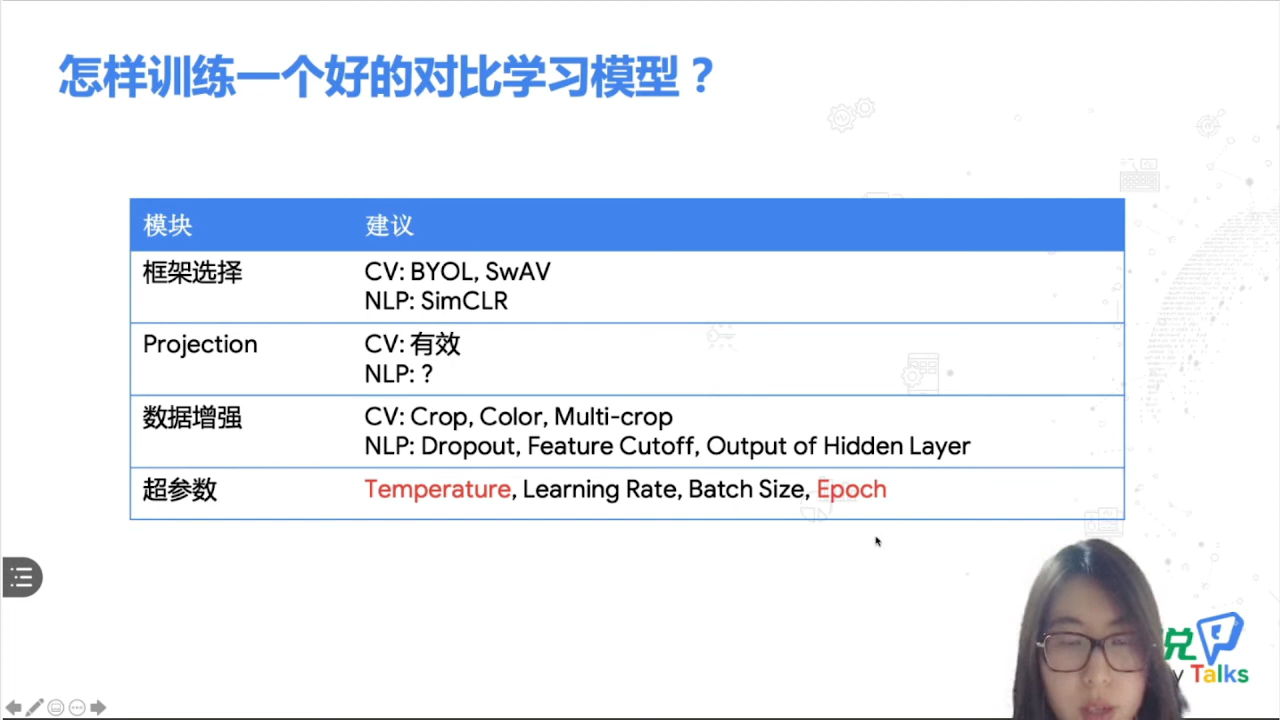 怎样训练一个好的对比学习模型？
模块 建议
框架选择 CV: BYOL, SwAV
NLP: SimCLR
Projection CV: 有效
NLP: ?
数据增强 CV: Crop, Color, Multi-crop
NLP: Dropout, Feature Cutoff, Output of Hidden Layer
超参数 Temperature, Learning Rate, Batch Size, Epoch
Talks